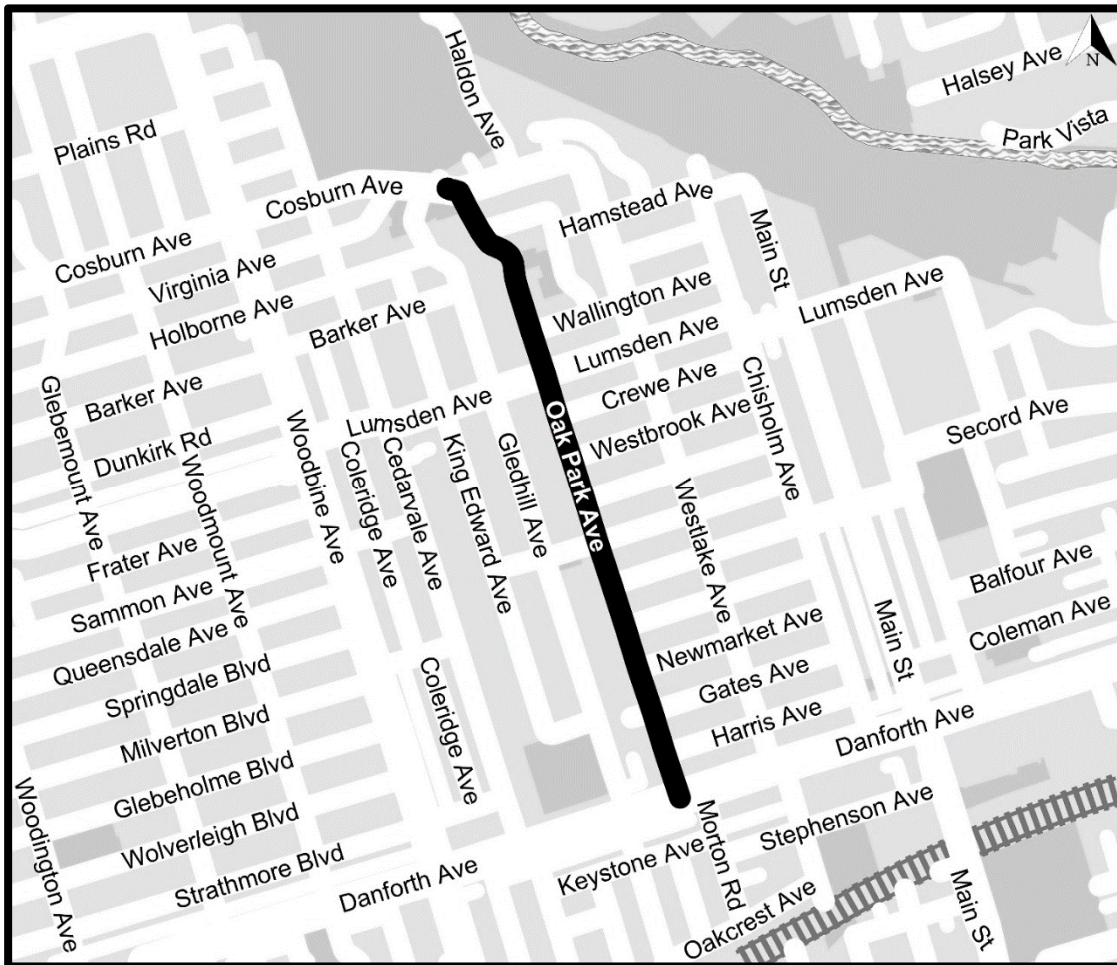 Haldon Ave
Halsey Ave
N
Park Vista
Plains Rd
Cosburn Ave
Hamstead Ave
Main St
Cosburn Ave
Virginia Ave
Holborne Ave
Barker Ave
Wallington Ave
Lumsden Ave
Lumsden Ave
Crewe Ave
Chisholm Ave
Glebemount Ave
Barker Ave
Lumsden Ave
Oak Park Ave
Westbrook Ave
Secord Ave
Dunkirk Rd
Woodmount Ave
Woodbine Ave
Coleridge Ave
Cedarvale Ave
King Edward Ave
Gledhill Ave
Westlake Ave
Frater Ave
Sammon Ave
Queensdale Ave
Springdale Blvd
Milverton Blvd
Glebeholme Blvd
Wolverleigh Blvd
Strathmore Blvd
Woodington Ave
Coleridge Ave
Newmarket Ave
Gates Ave
Harris Ave
Main St
Balfour Ave
Coleman Ave
Danforth Ave
Danforth Ave
Keystone Ave
Morton Rd
Stephenson Ave
Oakcrest Ave
Main St